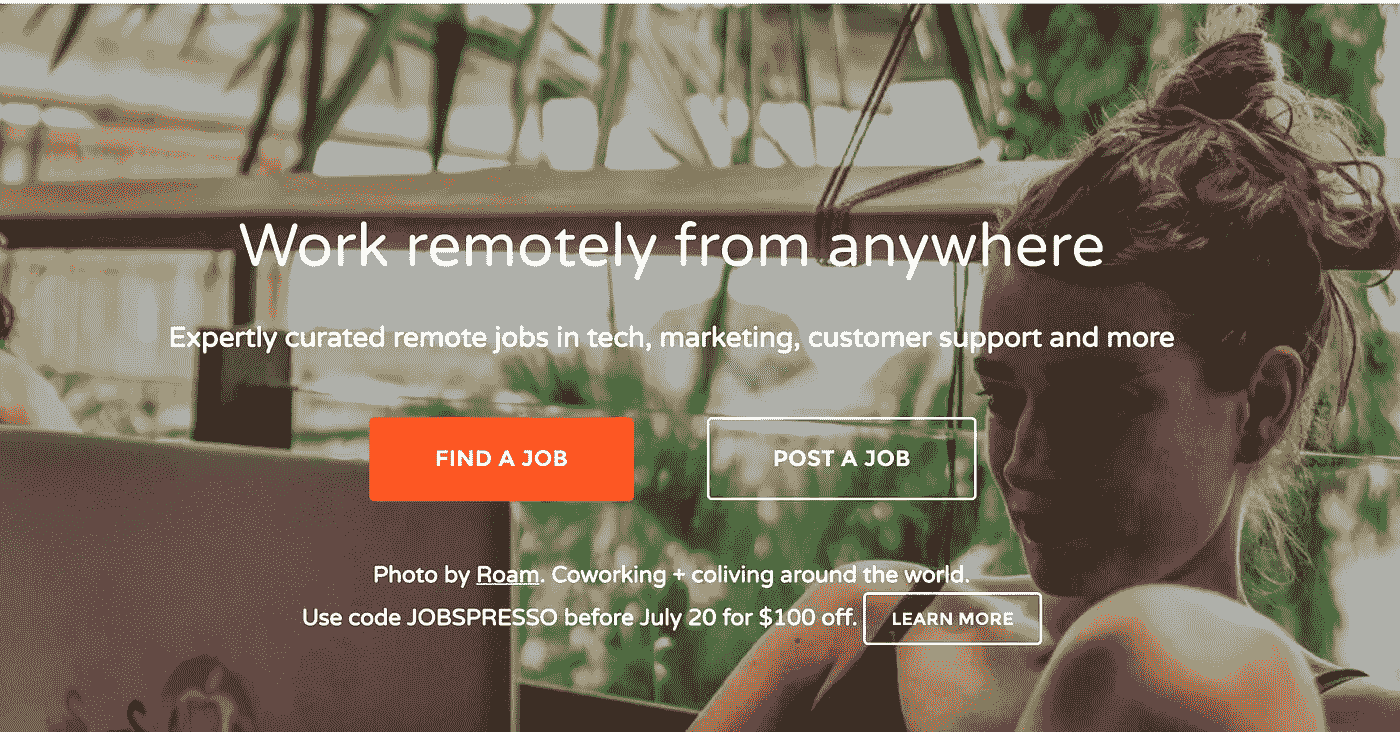 Work remotely from anywhere
Expertly curated remote jobs in tech, marketing, customer support and more
FIND A JOB
POST A JOB
Photo by Roam. Coworking + coliving around the world.
Use code JOBSPRESSO before July 20 for $100 off. LEARN MORE